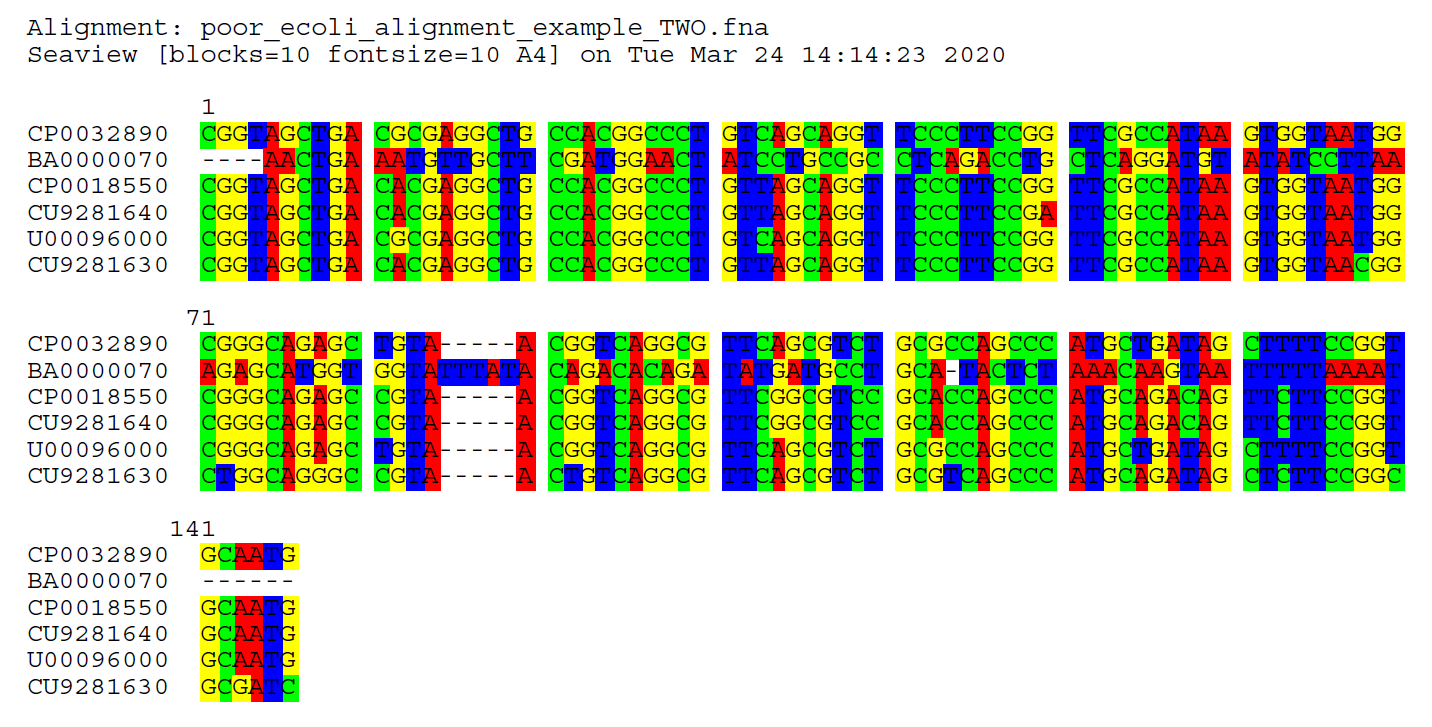 Alignment: poor_ecoli_alignment_example_TWO.fna
Seaview [blocks=10 fontsize=10 A4] on Tue Mar 24 14:14:23 2020
1
CP0032890 CGGTAGCTGA CGCGAGGCTG CCACGGCCCT GTCAGCAGGT TCCCTTCCGG TTCGCCATAA GTGGTAATGG
BA0000070 ----AACTGA AATGTTGCTT CGATGGAACT ATCCTGCCGC CTCAGACCTG CTCAGGATGT ATATCCTTAA
CP0018550 CGGTAGCTGA CACGAGGCTG CCACGGCCCT GTTAGCAGGT TCCCTTCCGG TTCGCCATAA GTGGTAATGG
CU9281640 CGGTAGCTGA CACGAGGCTG CCACGGCCCT GTTAGCAGGT TCCCTTCCGA TTCGCCATAA GTGGTAATGG
U00096000 CGGTAGCTGA CGCGAGGCTG CCACGGCCCT GTCAGCAGGT TCCCTTCCGG TTCGCCATAA GTGGTAATGG
CU9281630 CGGTAGCTGA CACGAGGCTG CCACGGCCCT GTTAGCAGGT TCCCTTCCGG TTCGCCATAA GTGGTAACGG
71
CP0032890 CGGGCAGAGC TGTA-----A CGGTCAGGCG TTCAGCGTCT GCGCCAGCCC ATGCTGATAG CTTTTCCGGT
BA0000070 AGAGCATGGT GGTATTTATA CAGACACAGA TATGATGCCT GCA-TACTCT AAACAAGTAA TTTTTAAAAT
CP0018550 CGGGCAGAGC CGTA-----A CGGTCAGGCG TTCGGCGTCC GCACCAGCCC ATGCAGACAG TTCTTCCGGT
CU9281640 CGGGCAGAGC CGTA-----A CGGTCAGGCG TTCGGCGTCC GCACCAGCCC ATGCAGACAG TTCTTCCGGT
U00096000 CGGGCAGAGC TGTA-----A CGGTCAGGCG TTCAGCGTCT GCGCCAGCCC ATGCTGATAG CTTTTCCGGT
CU9281630 CTGGCAGGGC CGTA-----A CTGTCAGGCG TTCAGCGTCT GCGTCAGCCC ATGCAGATAG CTCTTCCGGC
141
CP0032890 GCAATG
BA0000070 ------
CP0018550 GCAATG
CU9281640 GCAATG
U00096000 GCAATG
CU9281630 GCGATC